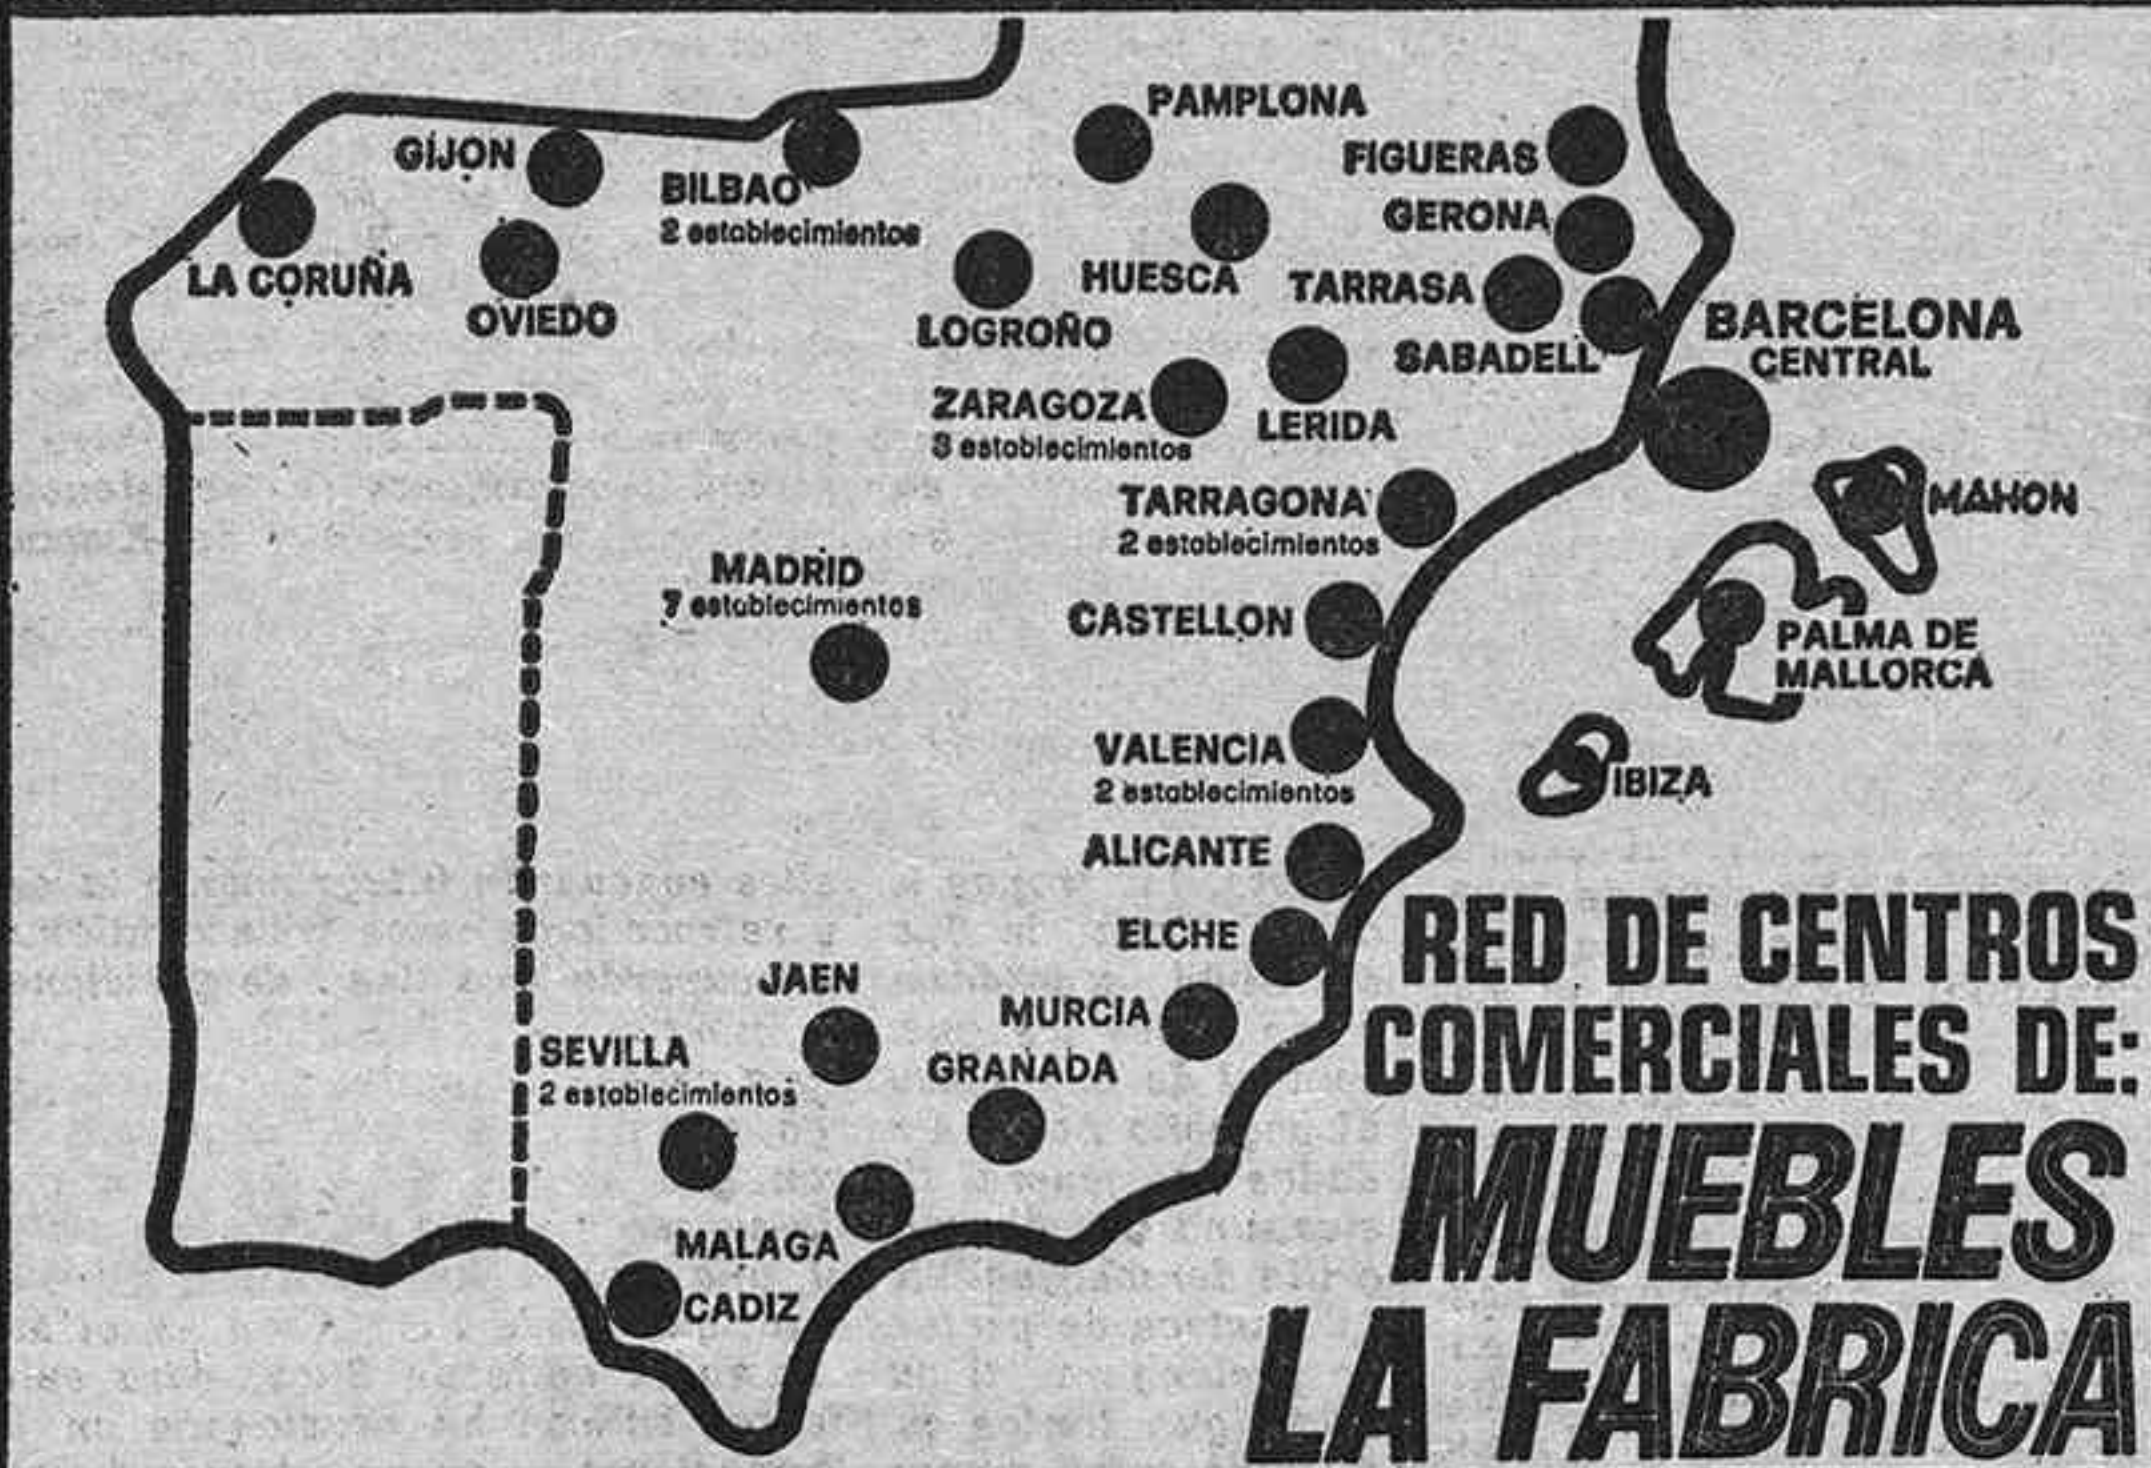 PAMPLONA
GIJON
FIGUERAS
BILBAO
2 establecimientos
GERONA
LA CORUÑA
HUESCA
TARRASA
OVIEDO
LOGROÑO
BARCELONA
CENTRAL
SABADELL
ZARAGOZA
3 establecimientos
LERIDA
TARRAGONA
2 establecimientos
MAHON
MADRID
7 establecimientos
CASTELLON
PALMA DE
MALLORCA
VALENCIA
2 establecimientos
IBIZA
ALICANTE
ELCHE
JAEN
MURCIA
SEVILLA
2 establecimientos
GRANADA
MALAGA
CADIZ
RED DE CENTROS
COMERCIALES DE:
MUEBLES
LA FABRICA